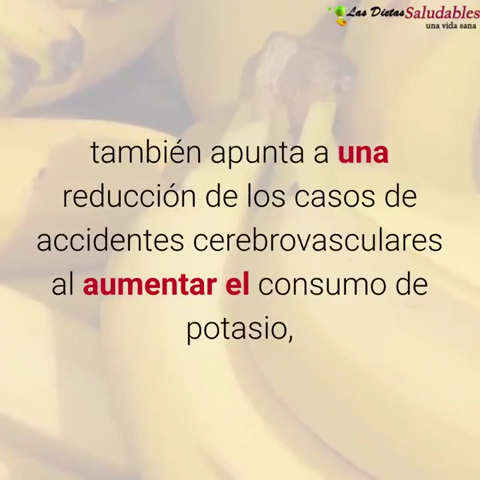 Las Dietas Saludables
una vida sana
también apunta a una
reducción de los casos de
accidentes cerebrovasculares
al aumentar el consumo de
potasio,